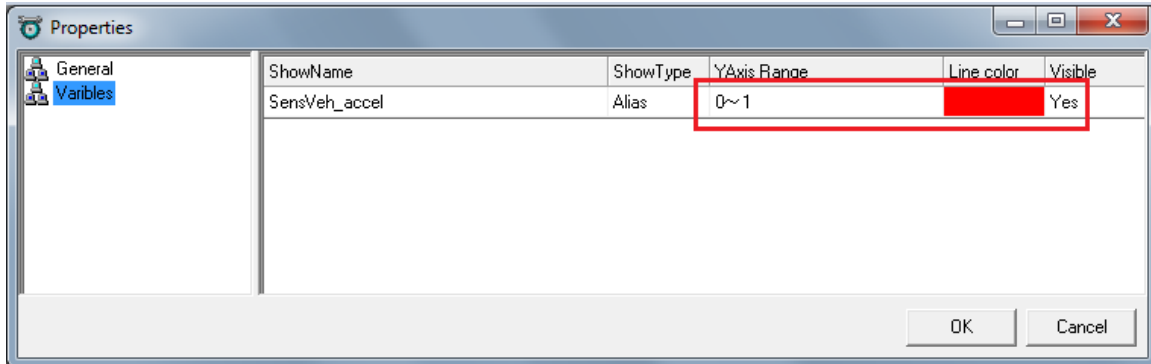 Properties
General
Varibles
ShowName ShowType YAxis Range Line color Visible
SensVeh_accel Alias 0~1 Yes
OK Cancel